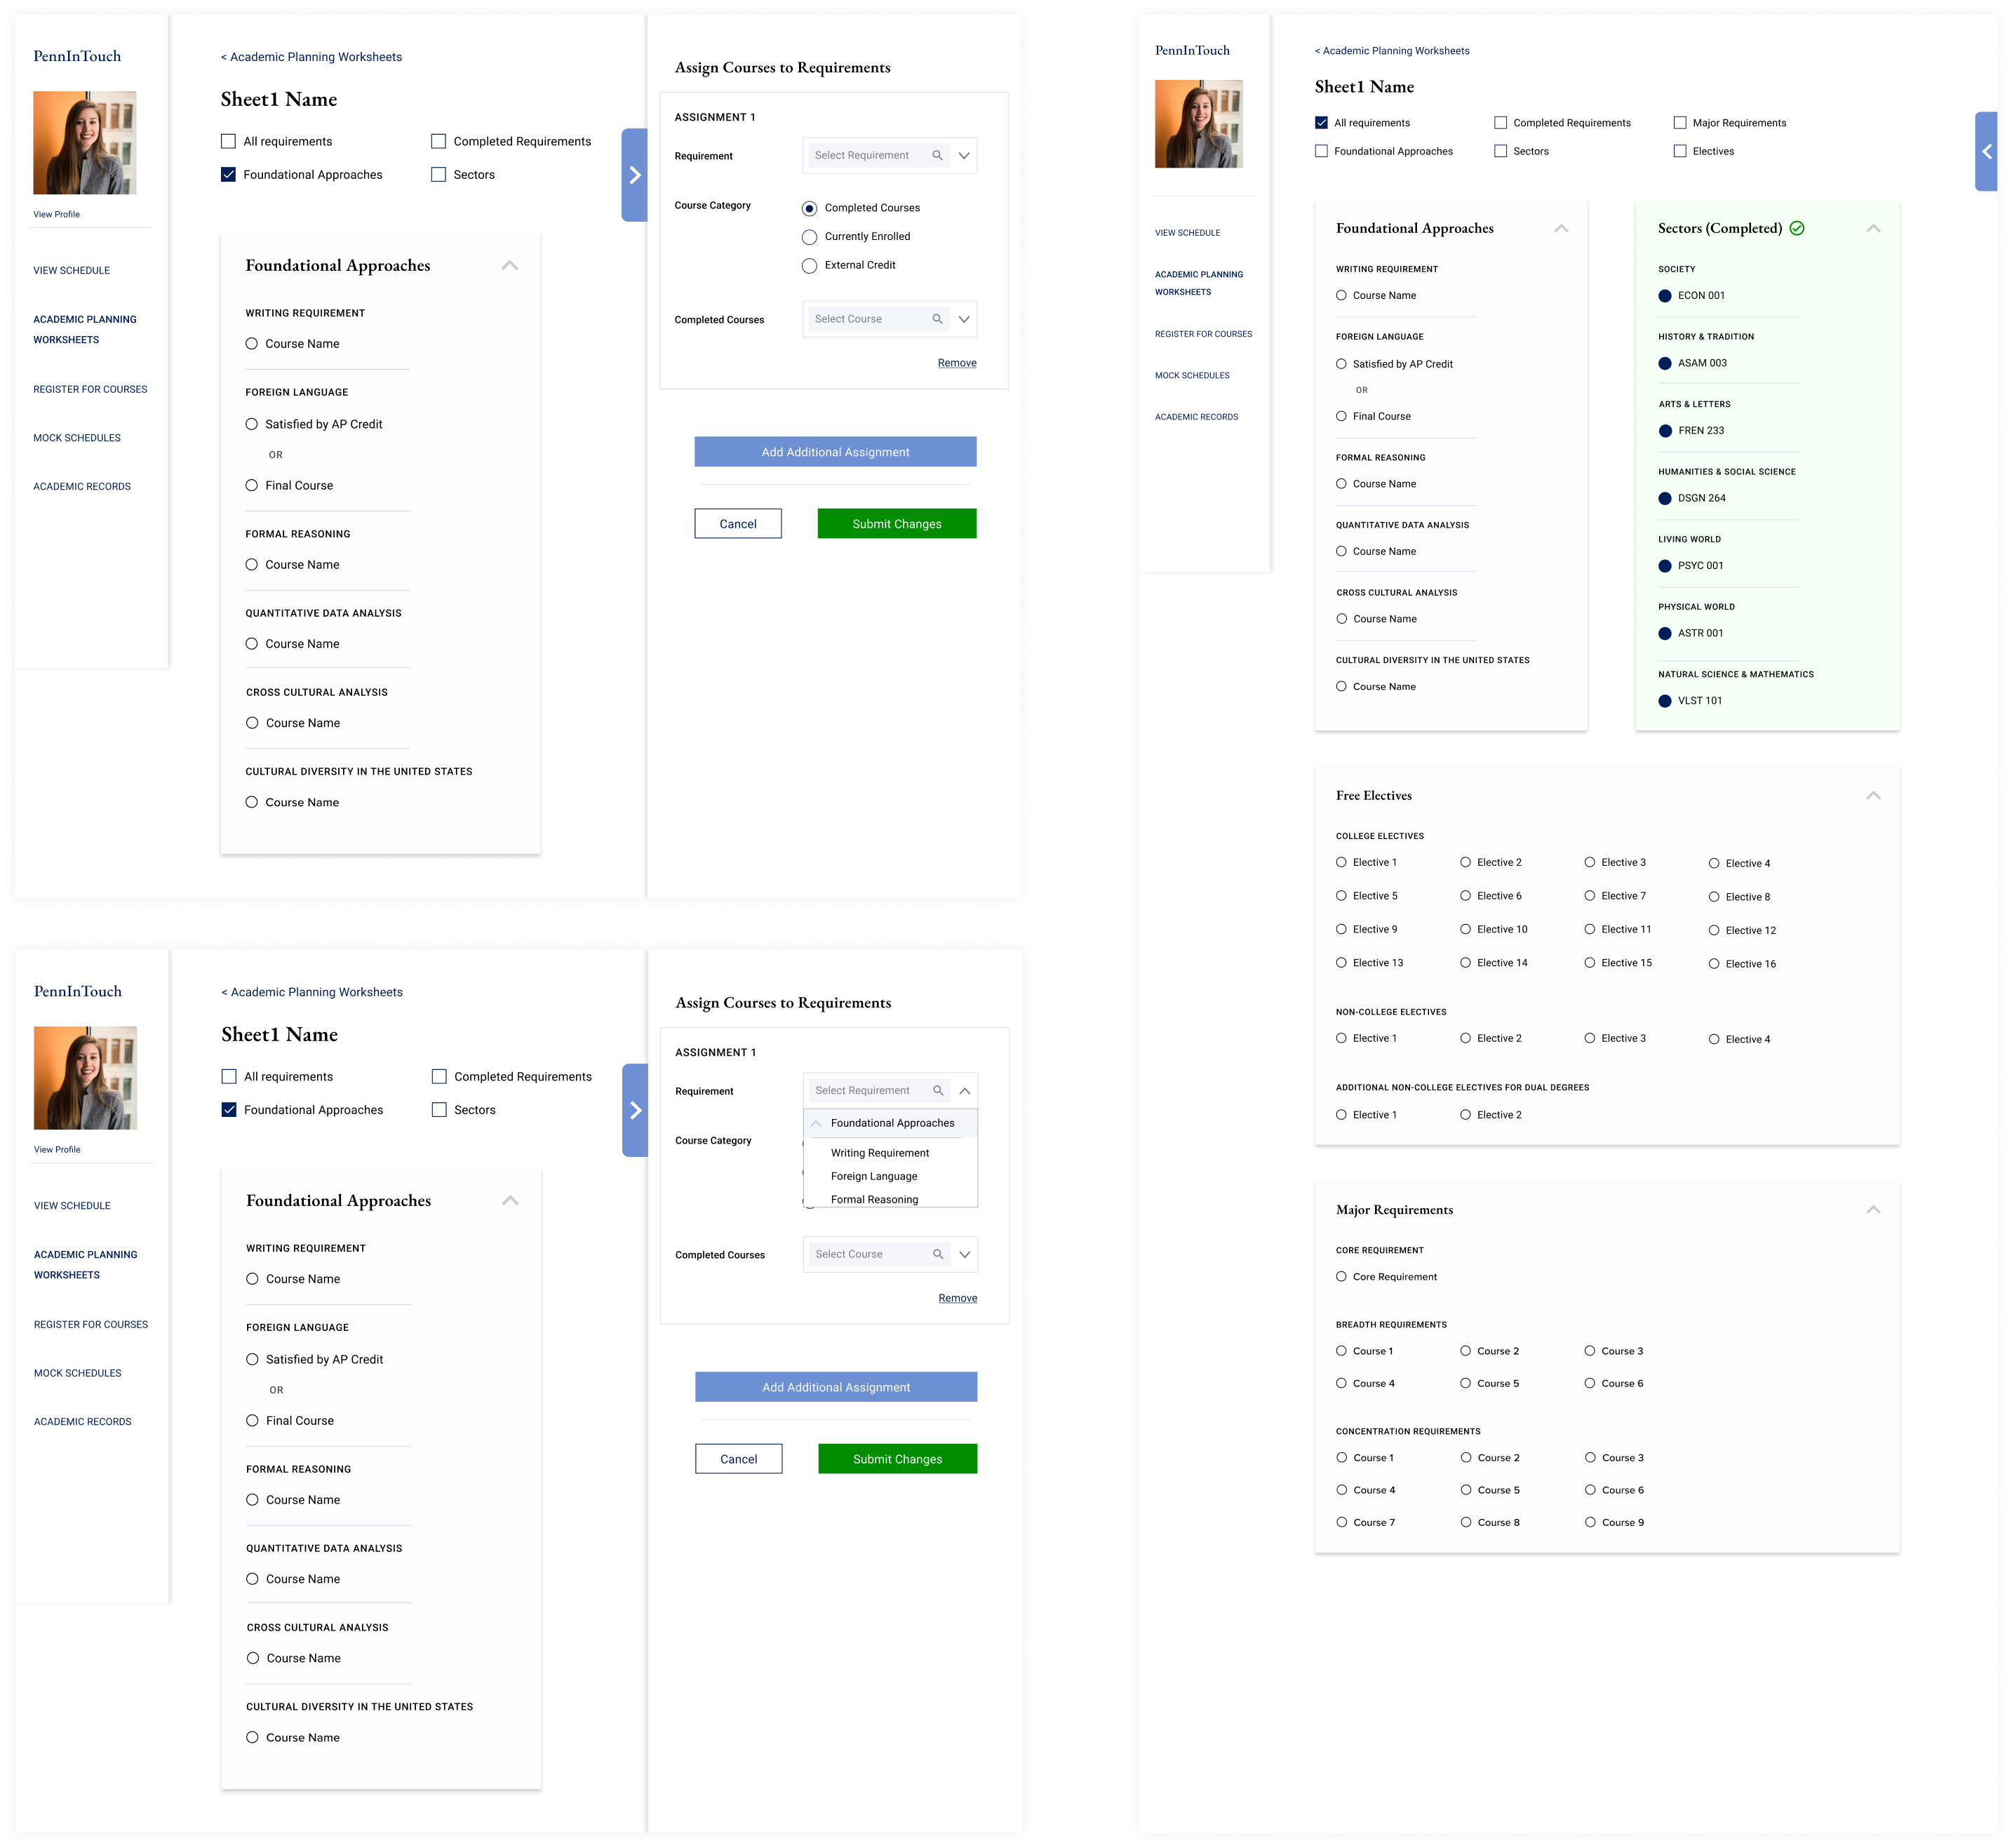 PennInTouch
View Profile
VIEW SCHEDULE
ACADEMIC PLANNING
WORKSHEETS
REGISTER FOR COURSES
MOCK SCHEDULES
ACADEMIC RECORDS
< Academic Planning Worksheets
Sheet1 Name
All requirements
Completed Requirements
Foundational Approaches
Sectors
Foundational Approaches
WRITING REQUIREMENT
Course Name
FOREIGN LANGUAGE
Satisfied by AP Credit
OR
Final Course
FORMAL REASONING
Course Name
QUANTITATIVE DATA ANALYSIS
Course Name
CROSS CULTURAL ANALYSIS
Course Name
CULTURAL DIVERSITY IN THE UNITED STATES
Course Name
Assign Courses to Requirements
ASSIGNMENT 1
Requirement
Select Requirement
Course Category
Completed Courses
Currently Enrolled
External Credit
Completed Courses
Select Course
Remove
Add Additional Assignment
Cancel
Submit Changes
PennInTouch
View Profile
VIEW SCHEDULE
ACADEMIC PLANNING
WORKSHEETS
REGISTER FOR COURSES
MOCK SCHEDULES
ACADEMIC RECORDS
< Academic Planning Worksheets
Sheet1 Name
All requirements
Completed Requirements
Foundational Approaches
Sectors
Foundational Approaches
WRITING REQUIREMENT
Course Name
FOREIGN LANGUAGE
Satisfied by AP Credit
OR
Final Course
FORMAL REASONING
Course Name
QUANTITATIVE DATA ANALYSIS
Course Name
CROSS CULTURAL ANALYSIS
Course Name
CULTURAL DIVERSITY IN THE UNITED STATES
Course Name
Assign Courses to Requirements
ASSIGNMENT 1
Requirement
Select Requirement
Foundational Approaches
Writing Requirement
Foreign Language
Formal Reasoning
Course Category
Completed Courses
Select Course
Remove
Add Additional Assignment
Cancel
Submit Changes
PennInTouch
VIEW SCHEDULE
ACADEMIC PLANNING
WORKSHEETS
REGISTER FOR COURSES
MOCK SCHEDULES
ACADEMIC RECORDS
< Academic Planning Worksheets
Sheet1 Name
All requirements
Completed Requirements
Major Requirements
Foundational Approaches
Sectors
Electives
Foundational Approaches
WRITING REQUIREMENT
Course Name
FOREIGN LANGUAGE
Satisfied by AP Credit
OR
Final Course
FORMAL REASONING
Course Name
QUANTITATIVE DATA ANALYSIS
Course Name
CROSS CULTURAL ANALYSIS
Course Name
CULTURAL DIVERSITY IN THE UNITED STATES
Course Name
Sectors (Completed)
SOCIETY
ECON 001
HISTORY & TRADITION
ASAM 003
ARTS & LETTERS
FREN 233
HUMANITIES & SOCIAL SCIENCE
DSGN 264
LIVING WORLD
PSYC 001
PHYSICAL WORLD
ASTR 001
NATURAL SCIENCE & MATHEMATICS
VLST 101
Free Electives
COLLEGE ELECTIVES
Elective 1
Elective 2
Elective 3
Elective 4
Elective 5
Elective 6
Elective 7
Elective 8
Elective 9
Elective 10
Elective 11
Elective 12
Elective 13
Elective 14
Elective 15
Elective 16
NON-COLLEGE ELECTIVES
Elective 1
Elective 2
Elective 3
Elective 4
ADDITIONAL NON-COLLEGE ELECTIVES FOR DUAL DEGREES
Elective 1
Elective 2
Major Requirements
CORE REQUIREMENT
Core Requirement
BREADTH REQUIREMENTS
Course 1
Course 2
Course 3
Course 4
Course 5
Course 6
CONCENTRATION REQUIREMENTS
Course 1
Course 2
Course 3
Course 4
Course 5
Course 6
Course 7
Course 8
Course 9